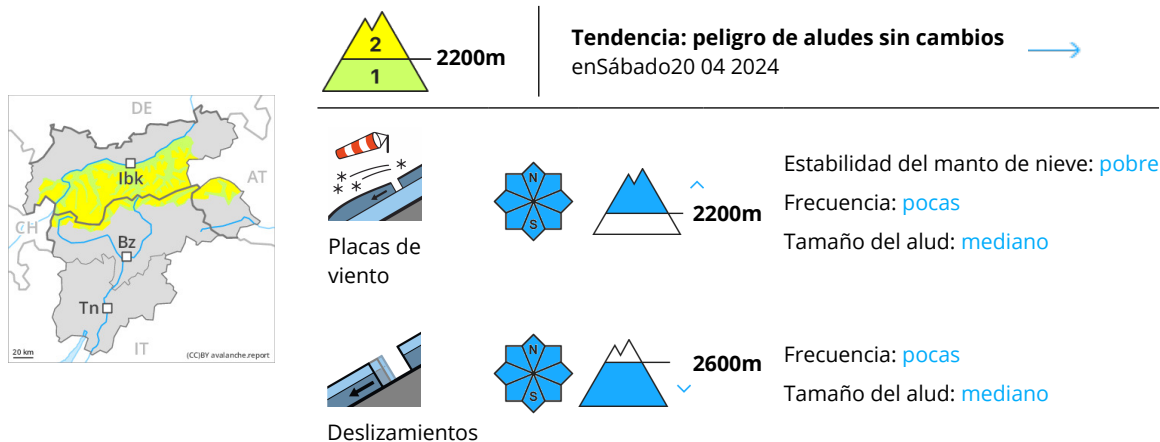 2
1
2200m
Tendencia: peligro de aludes sin cambios
enSábado20 04 2024
DE
Ibk
AT
CH
Bz
Tn
IT
20 km
(CC)BY avalanche.report
Placas de
viento
N
S
2200m
Estabilidad del manto de nieve: pobre
Frecuencia: pocas
Tamaño del alud: mediano
Deslizamientos
N
S
2600m
Frecuencia: pocas
Tamaño del alud: mediano